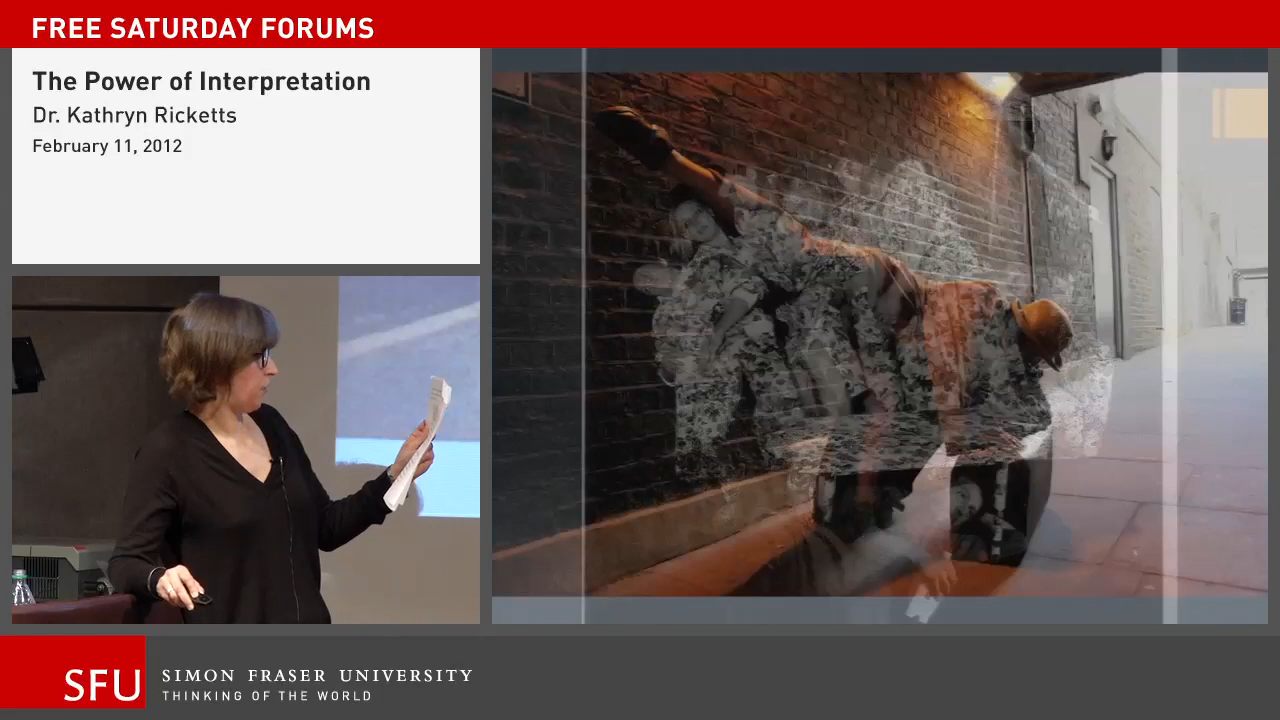 FREE SATURDAY FORUMS
The Power of Interpretation
Dr. Kathryn Ricketts
February 11, 2012
SFU
SIMON FRASER UNIVERSITY
THINKING OF THE WORLD